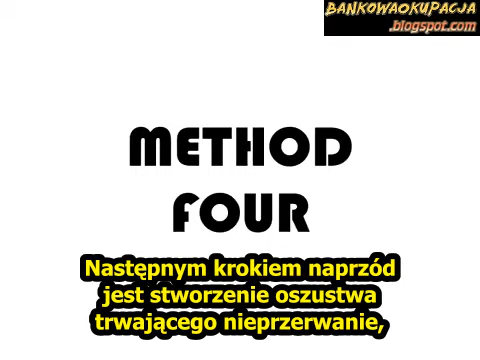 BANKOWAOKUPACJA
.blogspot.com
METHOD
FOUR
Następnym krokiem naprzód
jest stworzenie oszustwa
trwającego nieprzerwanie,